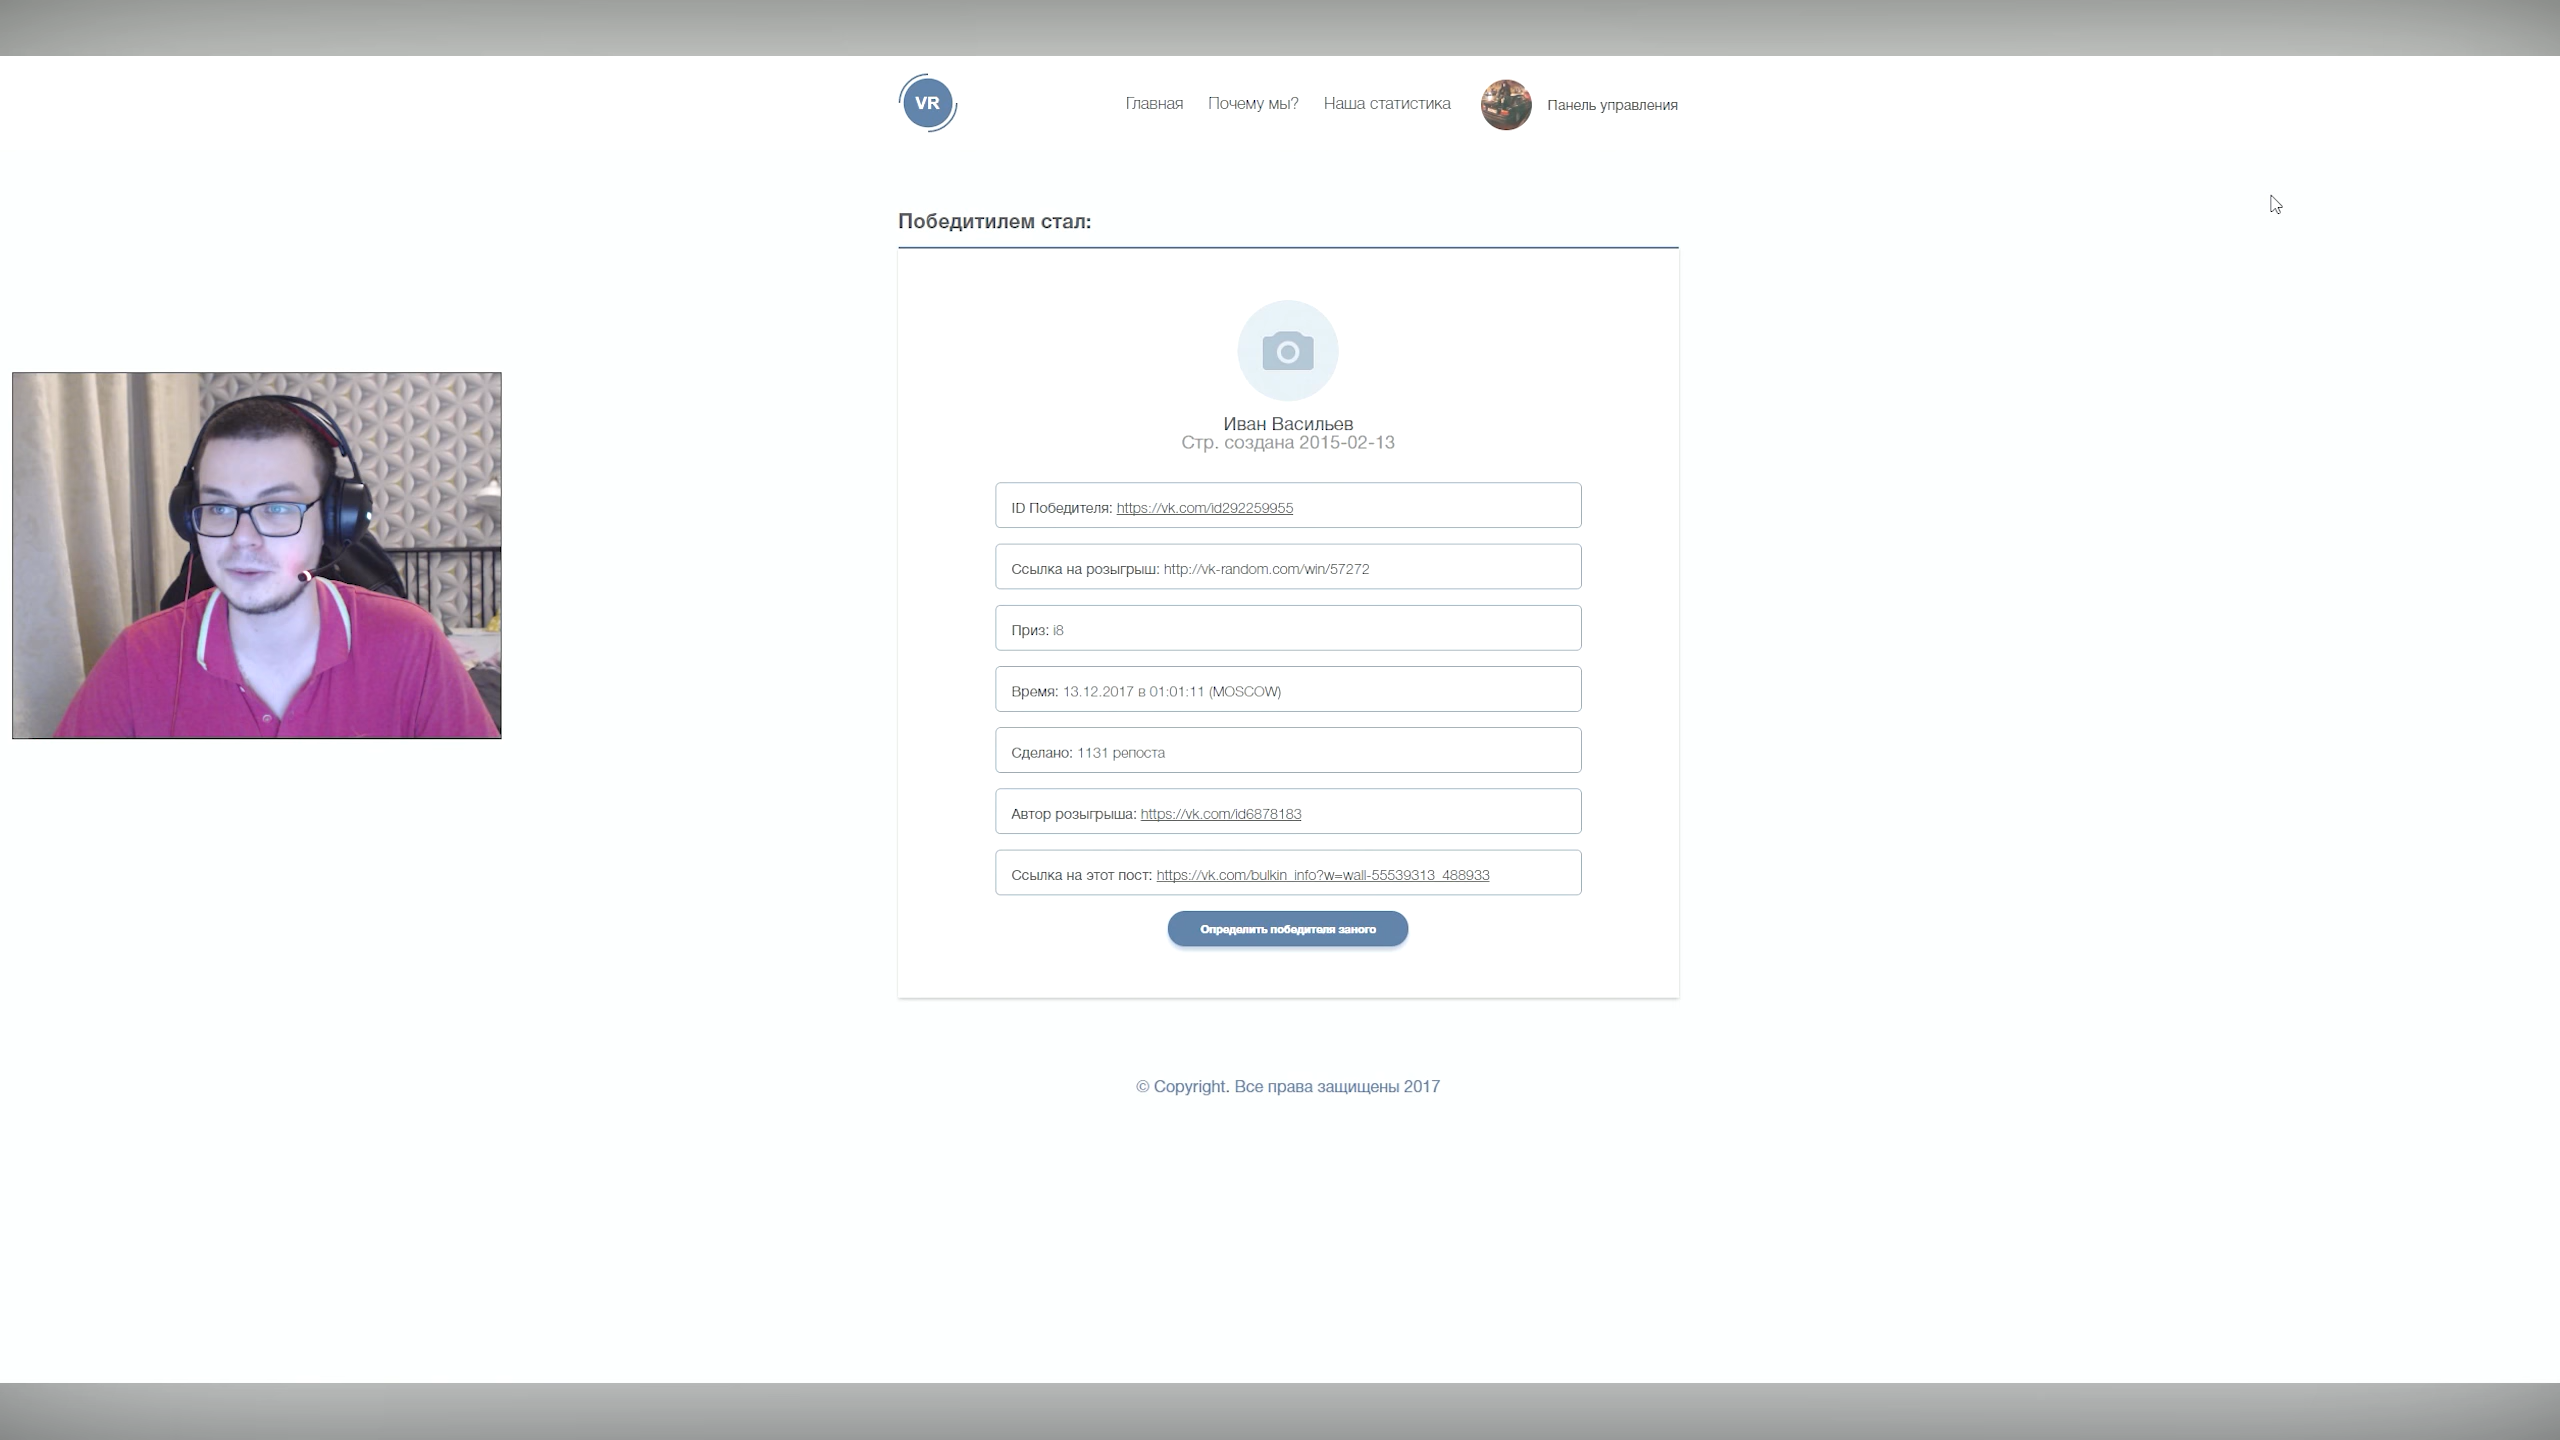 VR
Главная Почему мы? Наша статистика Панель управления
Победитилем стал:
Иван Васильев
Стр. создана 2015-02-13
ID Победителя: https://vk.com/id292259955
Ссылка на розыгрыш: http://vk-random.com/win/57272
Приз: i8
Время: 13.12.2017 в 01:01:11 (MOSCOW)
Сделано: 1131 репоста
Автор розыгрыша: https://vk.com/id6878183
Ссылка на этот пост: https://vk.com/bulkin_info?w=wall-55539313_488933
Определить победителя заного
© Copyright. Все права защищены 2017